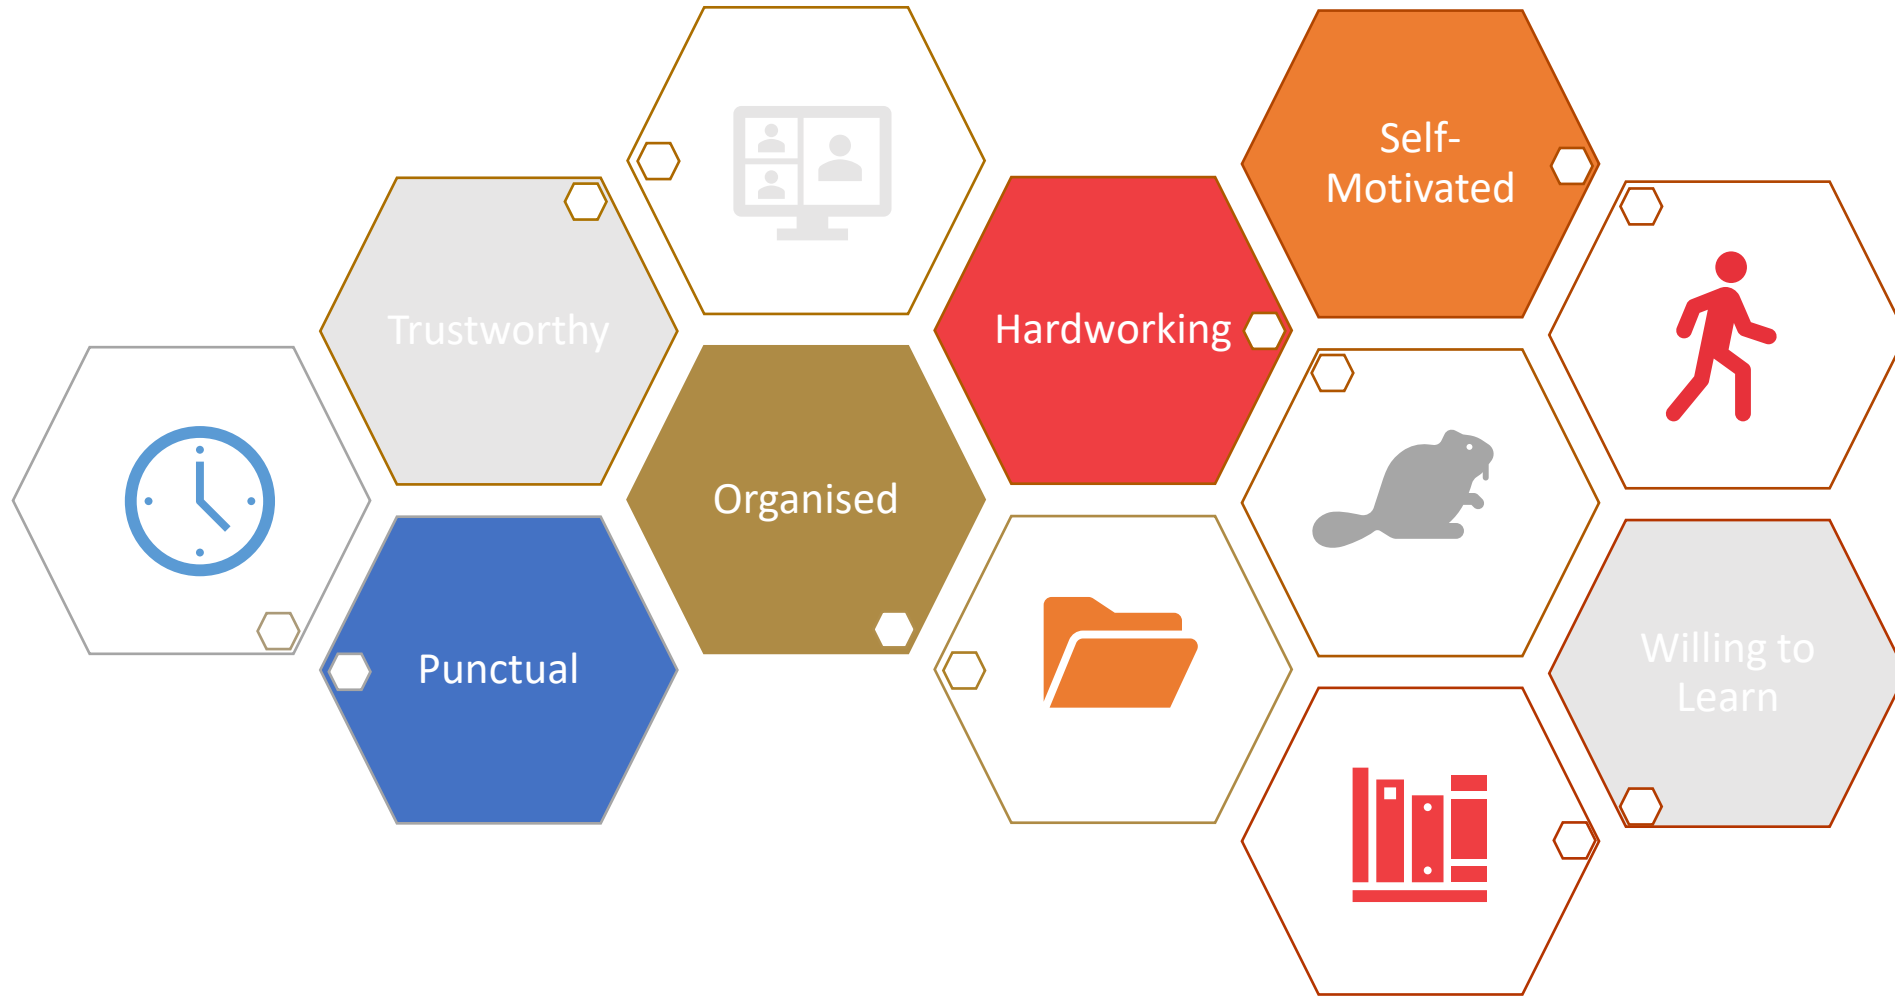 Self-
Motivated
Trustworthy
Hardworking
Organised
Punctual
Willing to
Learn